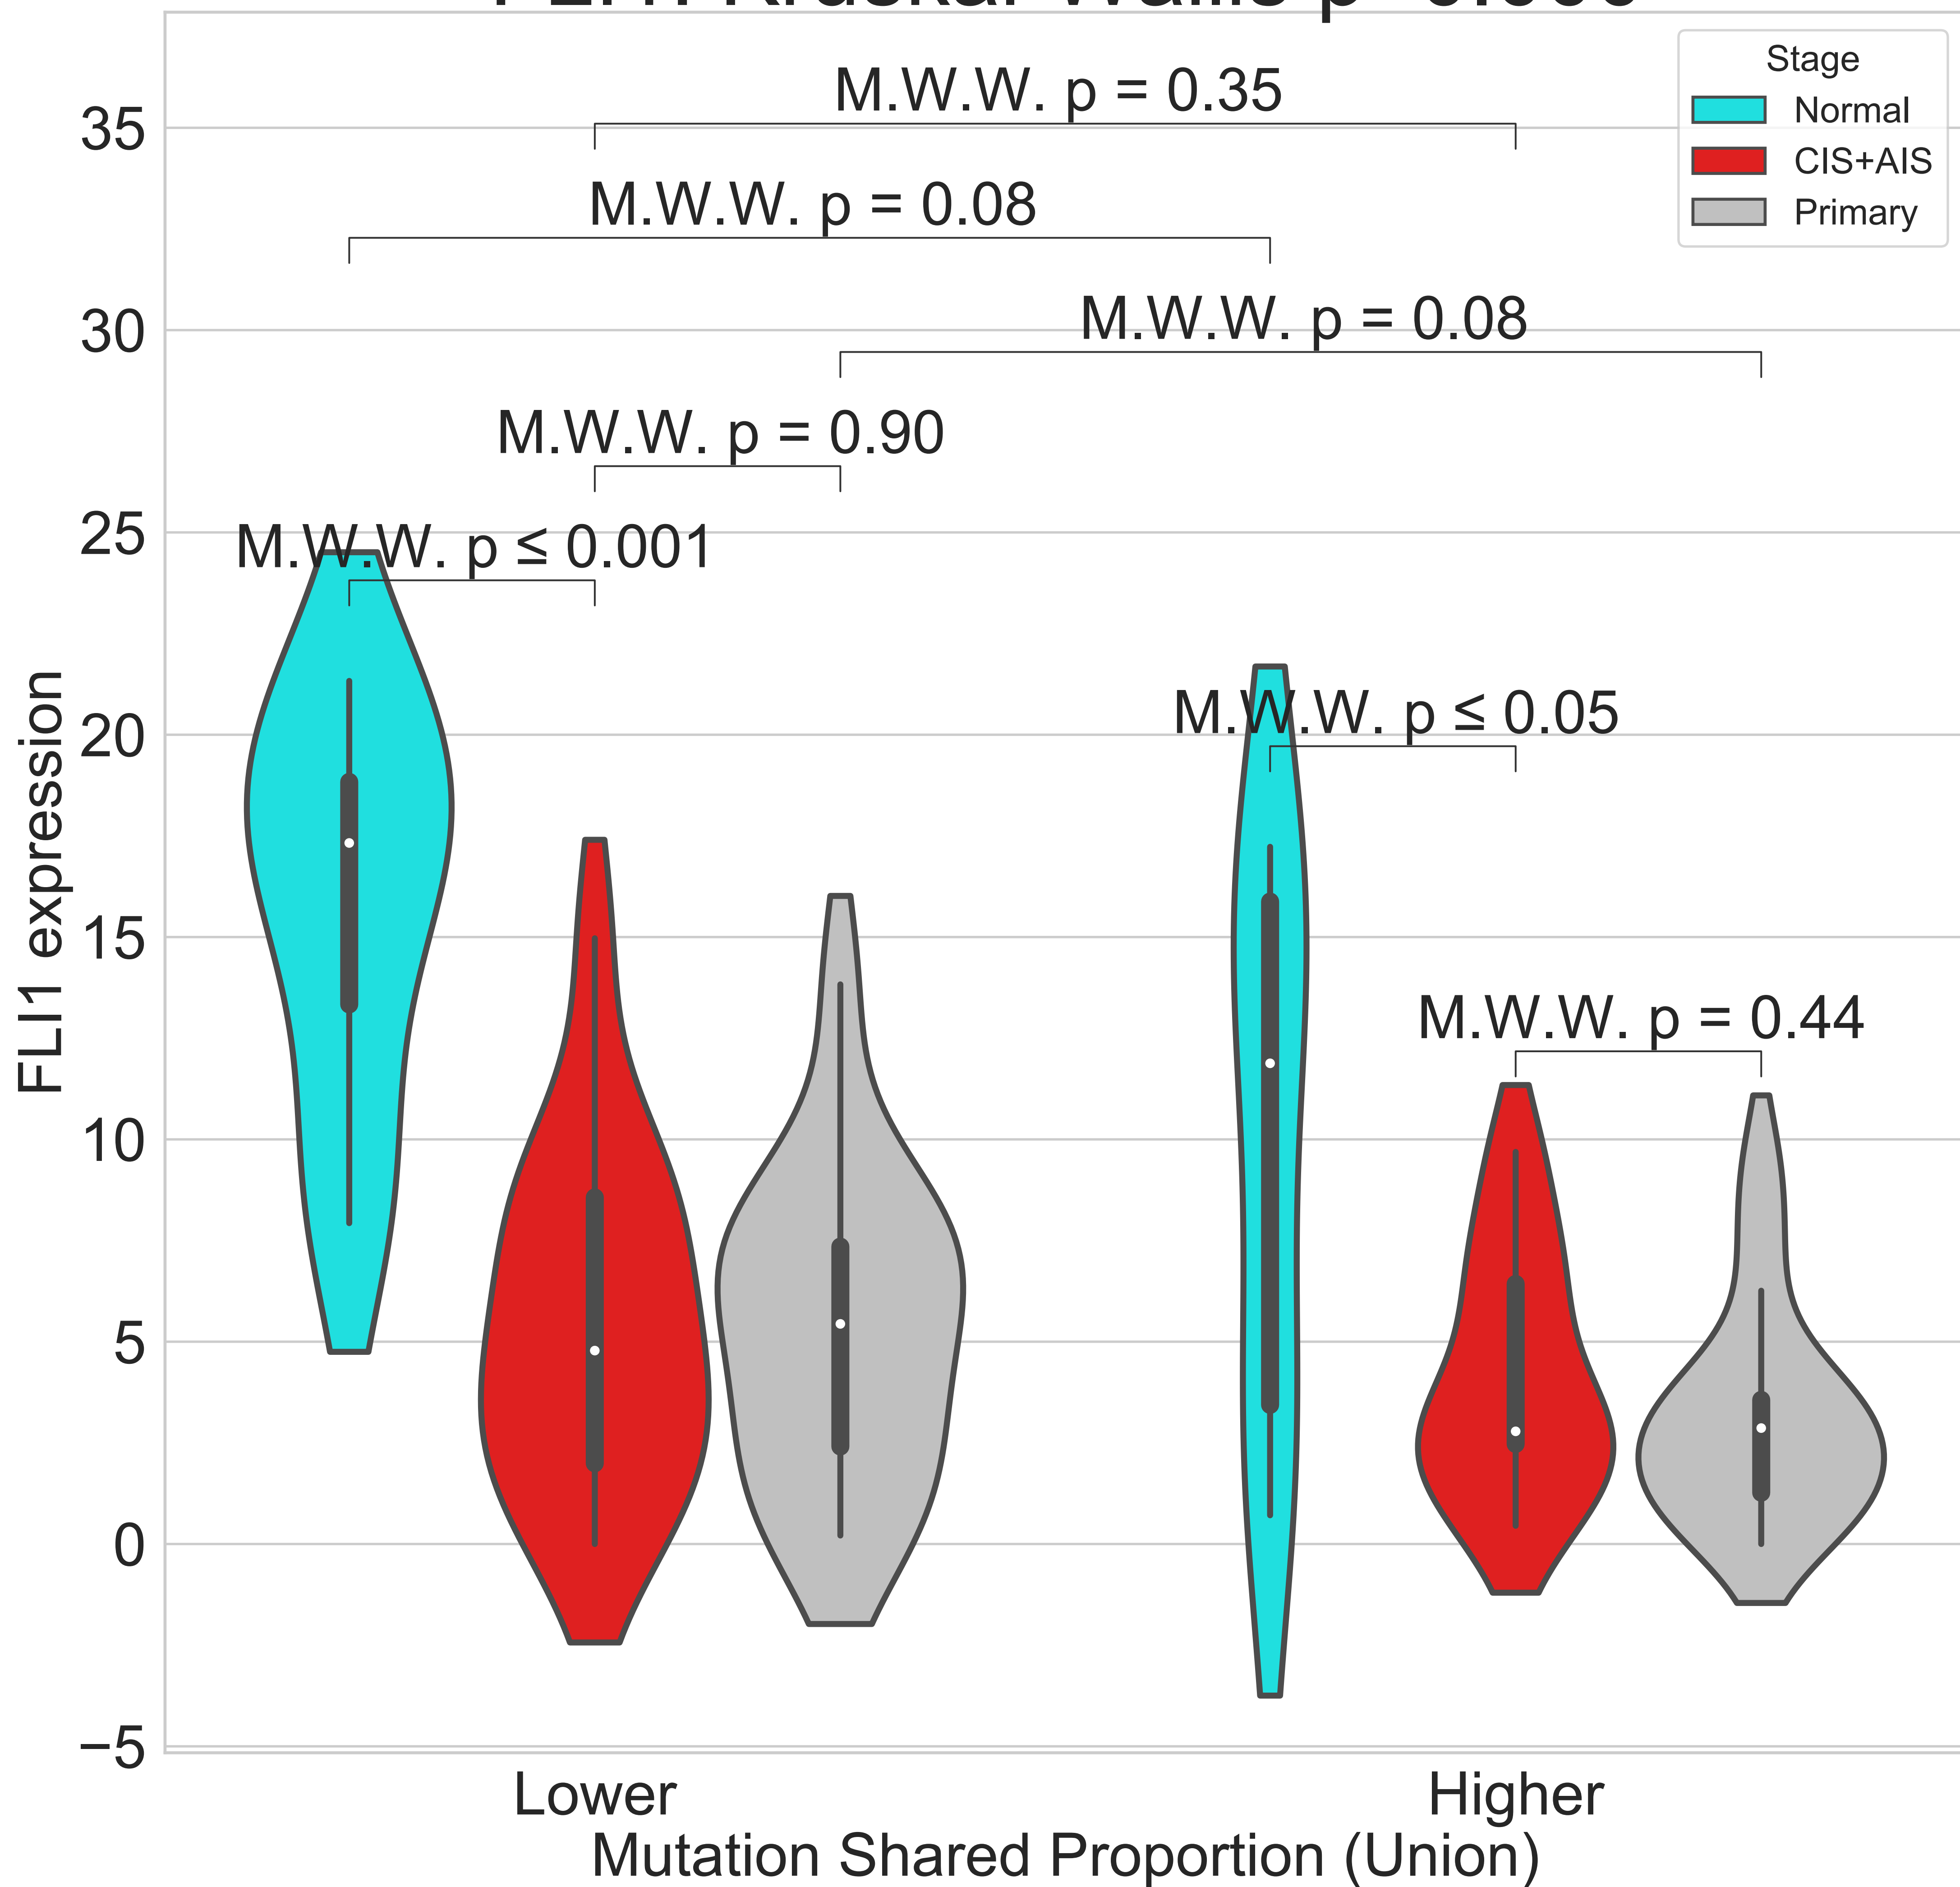 M.W.W. p = 0.35
M.W.W. p = 0.08
M.W.W. p = 0.08
M.W.W. p = 0.90
M.W.W. p ≤ 0.001
M.W.W. p ≤ 0.05
M.W.W. p = 0.44
Stage
Normal
CIS+AIS
Primary
35
30
25
20
15
10
5
0
−5
FLI1 expression
Lower
Higher
Mutation Shared Proportion (Union)